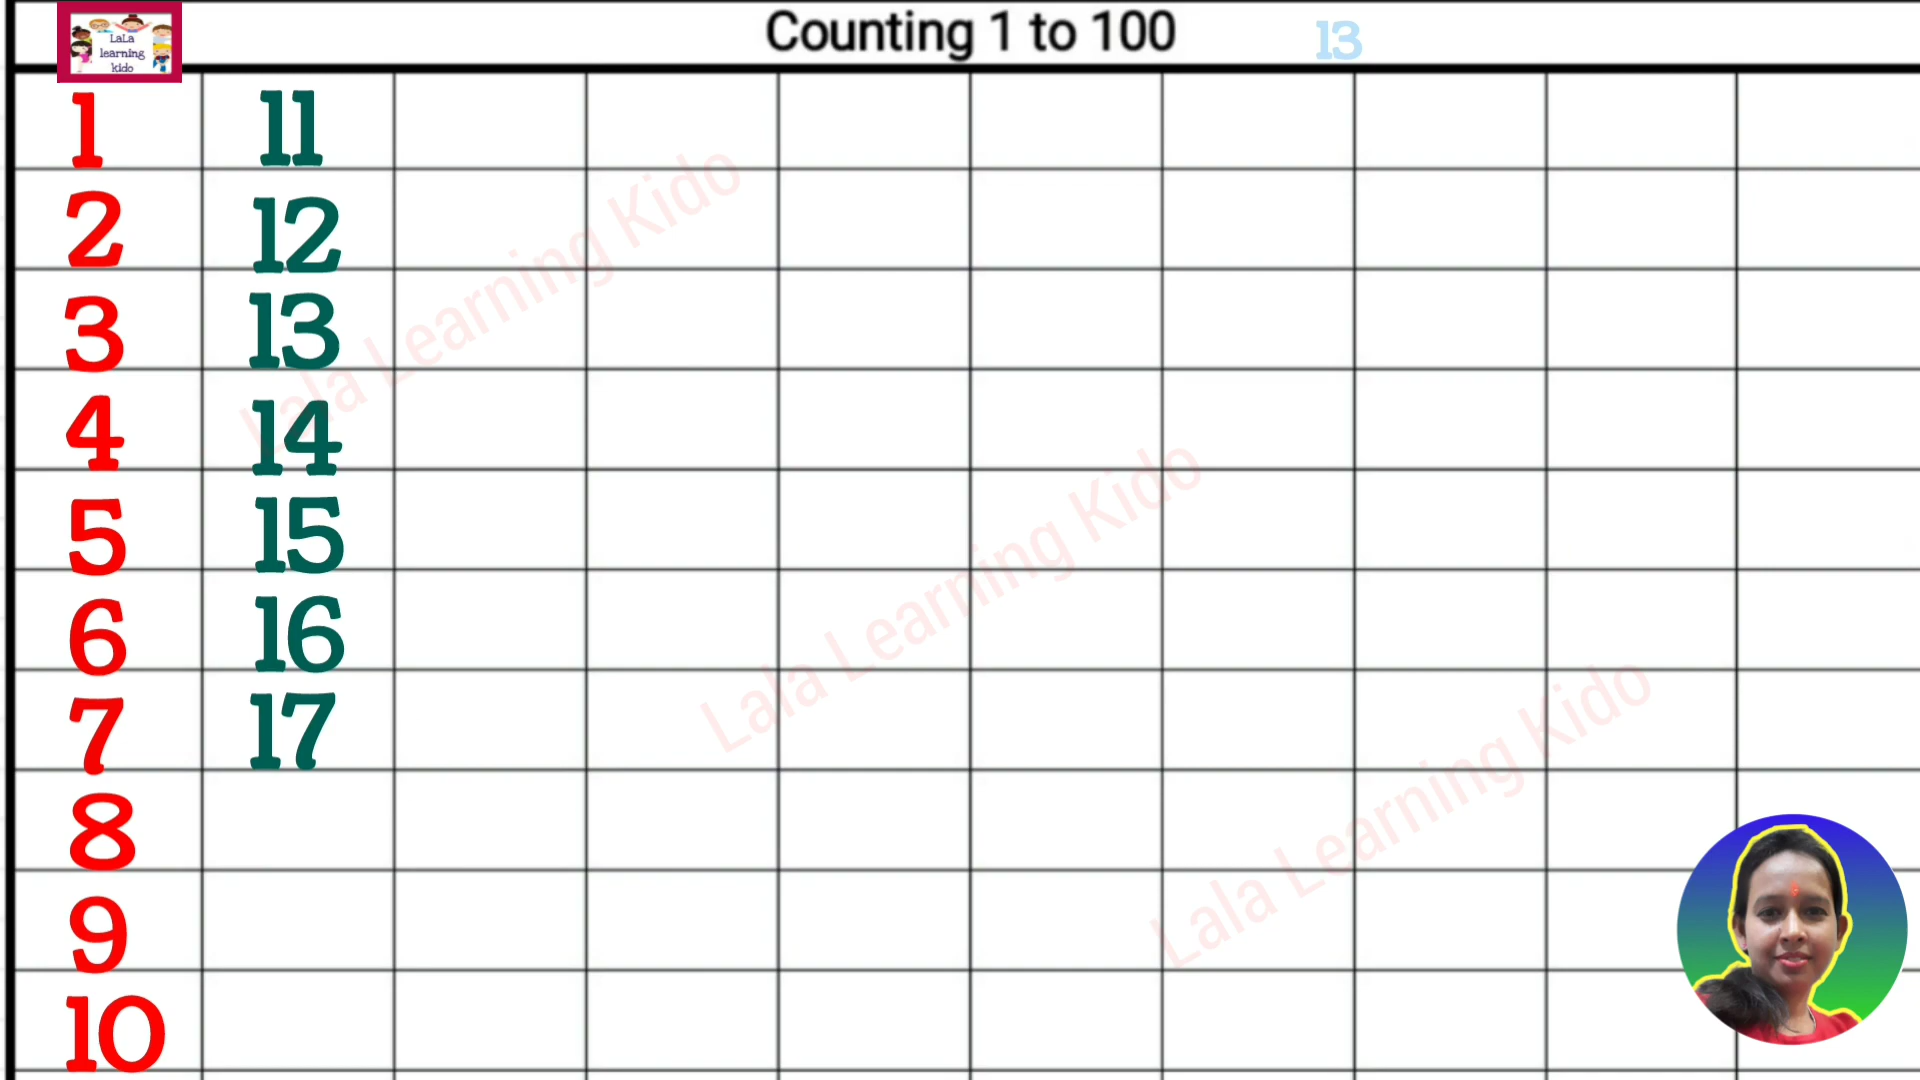 LaLa
learning
kido
Counting 1 to 100
13
1 11
2 12
3 13
4 14
5 15
6 16
7 17
8
9
10
Lala Learning Kido
Lala Learning Kido
Lala Learning Kido